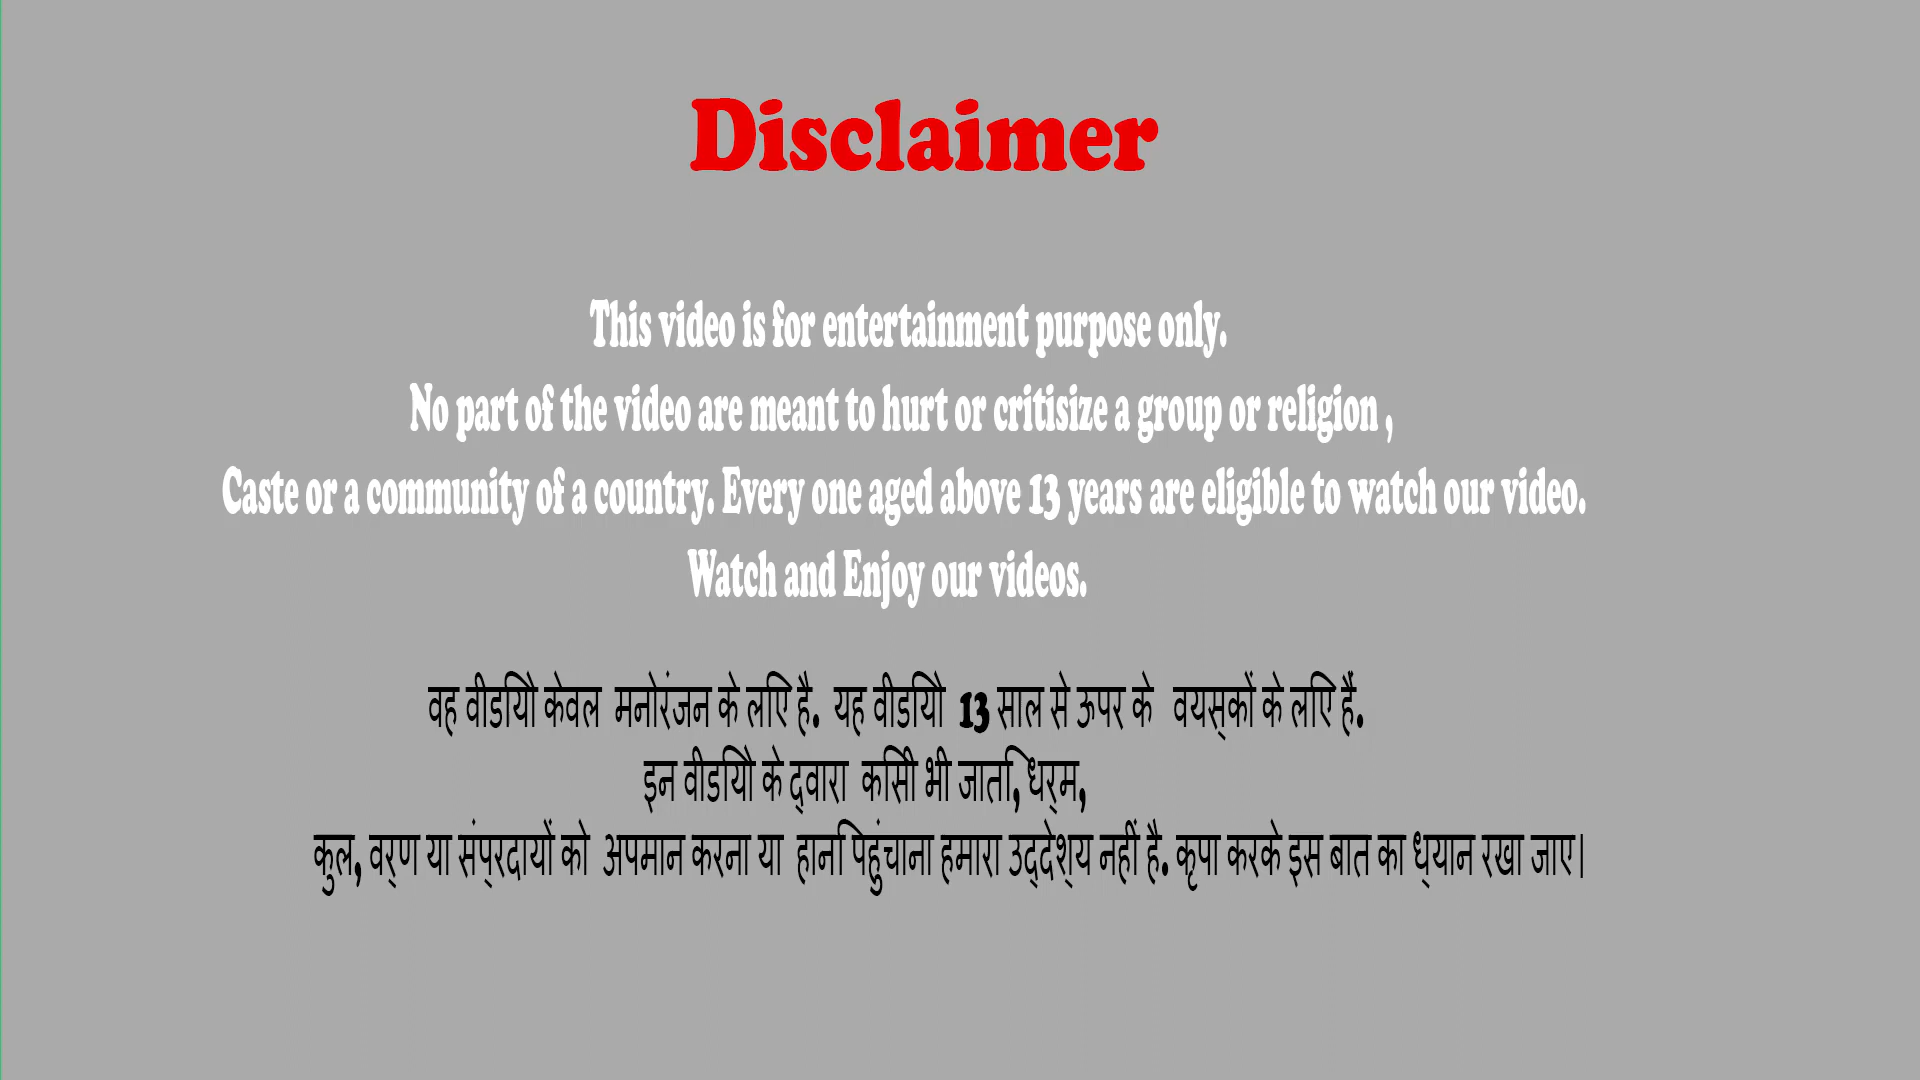 Disclaimer
This video is for entertainment purpose only.
No part of the video are meant to hurt or critisize a group or religion ,
Caste or a community of a country. Every one aged above 13 years are eligible to watch our video.
Watch and Enjoy our videos.
वह वीडियो केवल मनोरंजन के लिए है. यह वीडियो 13 साल से ऊपर के वयस्कों के लिए हैं.
इन वीडियो के द्वारा किसी भी जाति, धर्म,
कुल, वर्ण या संप्रदायों को अपमान करना या हानि पहुंचाना हमारा उद्देश्य नहीं है. कृपा करके इस बात का ध्यान रखा जाए।